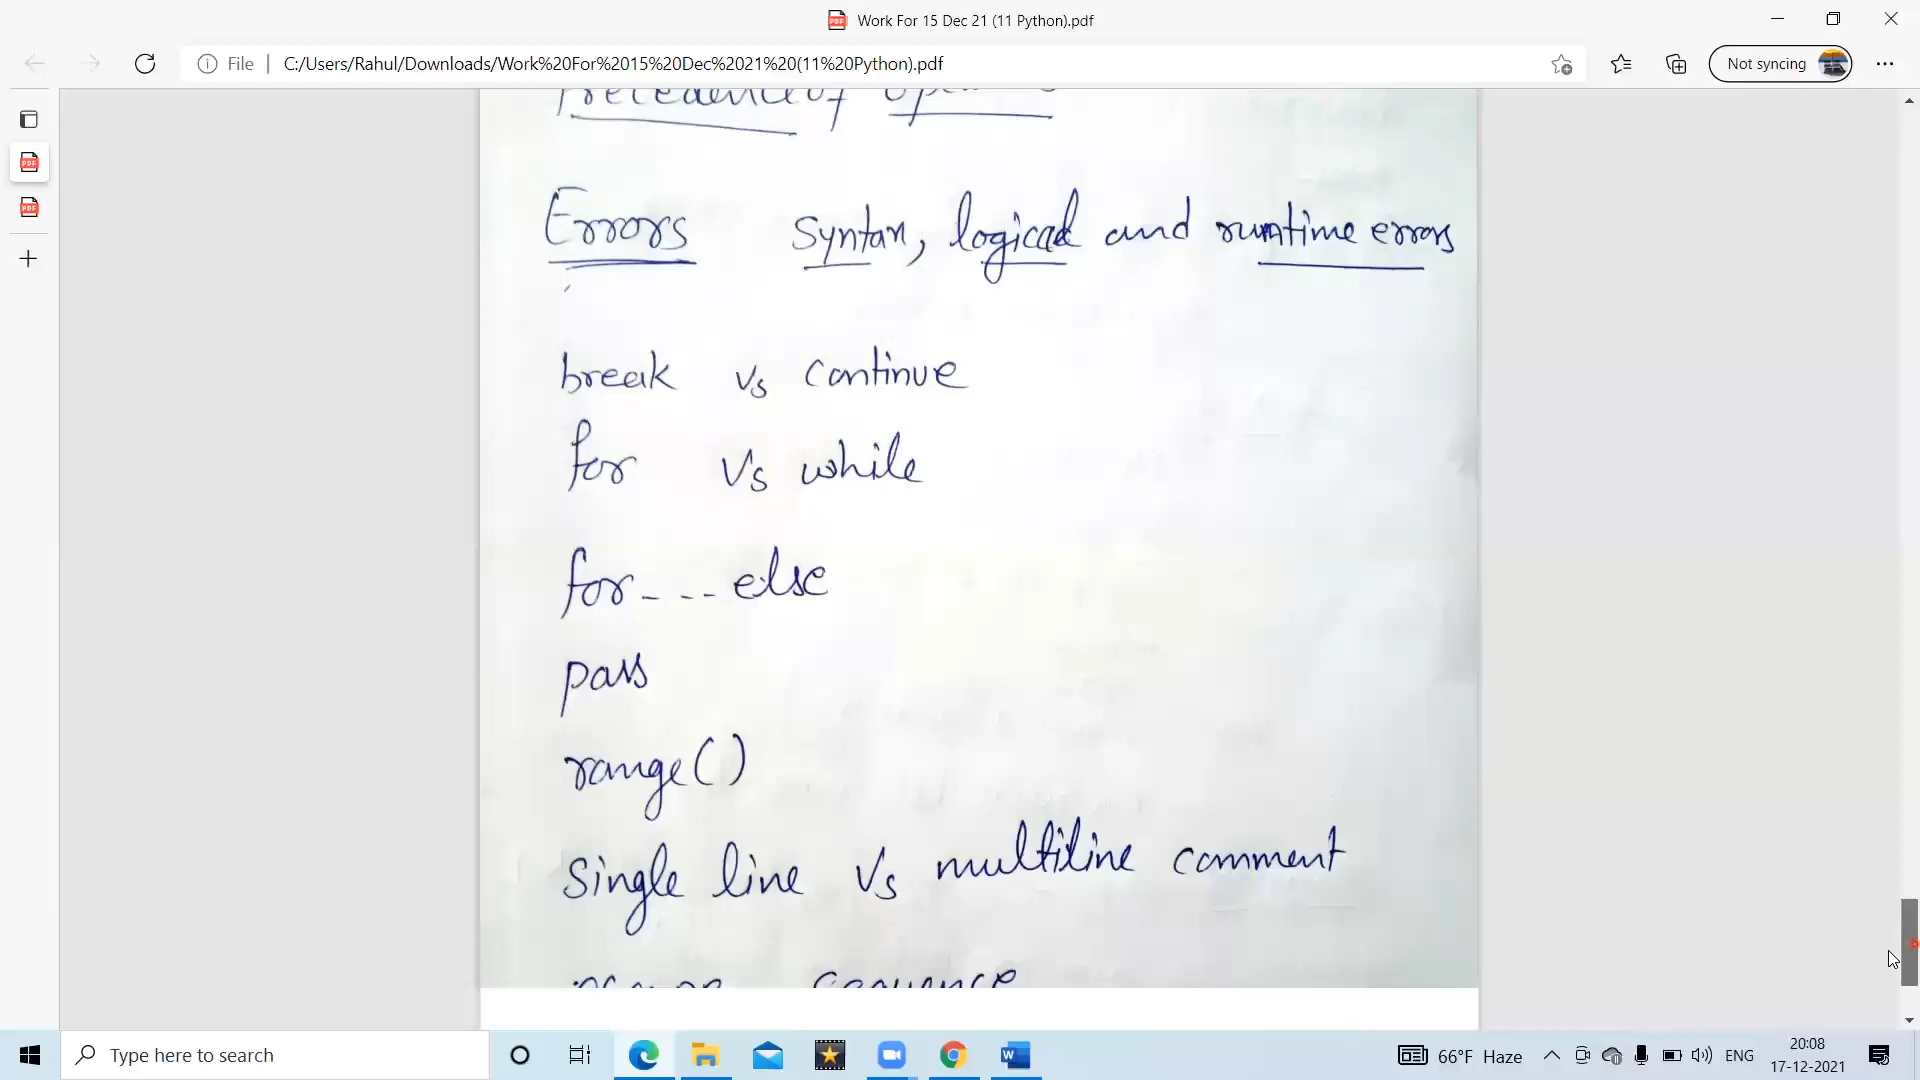 Work For 15 Dec 21 (11 Python).pdf
File C:/Users/Rahul/Downloads/Work%20For%2015%20Dec%2021%20(11%20Python).pdf
Not syncing
Precedence of
Errors Syntax, logical and runtime errors
break Vs Continue
for Vs while
for - - - else
pass
range()
Single line Vs multiline comment
Type here to search
66°F Haze
ENG
20:08
17-12-2021